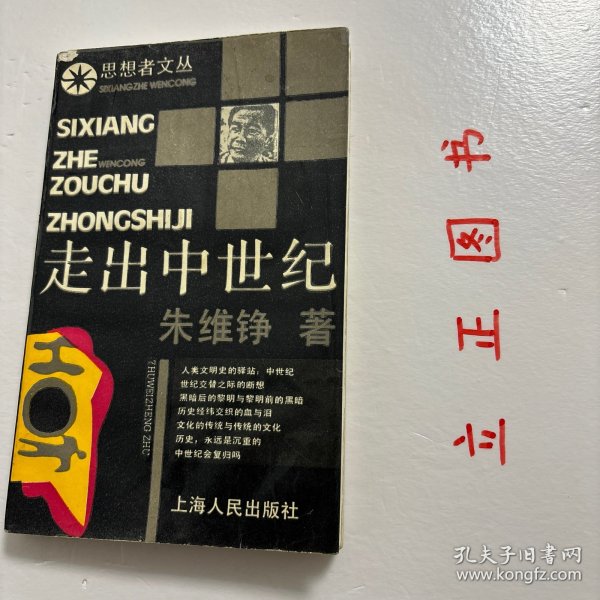 思想者文丛
SIXIANGZHE WENCONG
SIXIANG
ZHE WENCONG
ZOUCHU
ZHONGSHIJI
走出中世纪
朱维铮 著
ZHUWEIZHENG ZHU
人类文明史的驿站：中世纪
世纪交替之际的断想
黑暗后的黎明与黎明前的黑暗
历史经纬交织的血与泪
文化的传统与传统的文化
历史，永远是沉重的
中世纪会复归吗
上海人民出版社
立正图书
孔夫子旧书网
www.kongfz.com